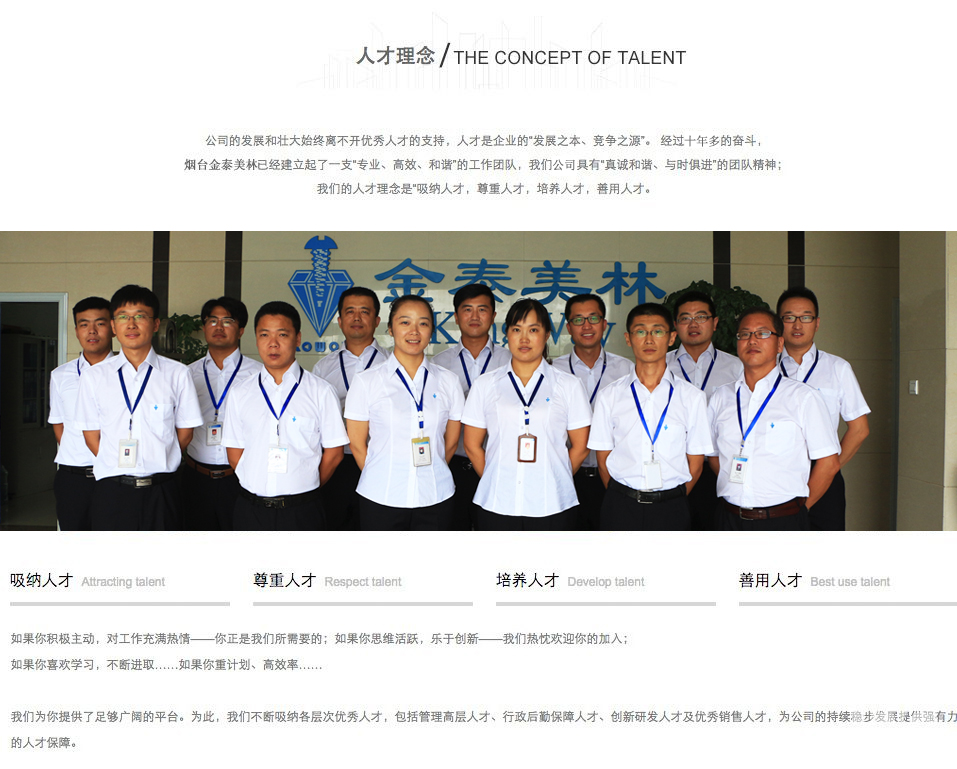 人才理念/THE CONCEPT OF TALENT
公司的发展和壮大始终离不开优秀人才的支持，人才是企业的"发展之本、竞争之源"。 经过十年多的奋斗，
烟台金泰美林已经建立起了一支"专业、高效、和谐"的工作团队，我们公司具有"真诚和谐、与时俱进"的团队精神；
我们的人才理念是"吸纳人才，尊重人才，培养人才，善用人才。
金泰美林
吸纳人才 Attracting talent
尊重人才 Respect talent
培养人才 Develop talent
善用人才 Best use talent
如果你积极主动，对工作充满热情——你正是我们所需要的；如果你思维活跃，乐于创新——我们热忱欢迎你的加入；
如果你喜欢学习，不断进取……如果你重计划、高效率……
我们为你提供了足够广阔的平台。为此，我们不断吸纳各层次优秀人才，包括管理高层人才、行政后勤保障人才、创新研发人才及优秀销售人才，为公司的持续稳步发展提供强有力
的人才保障。